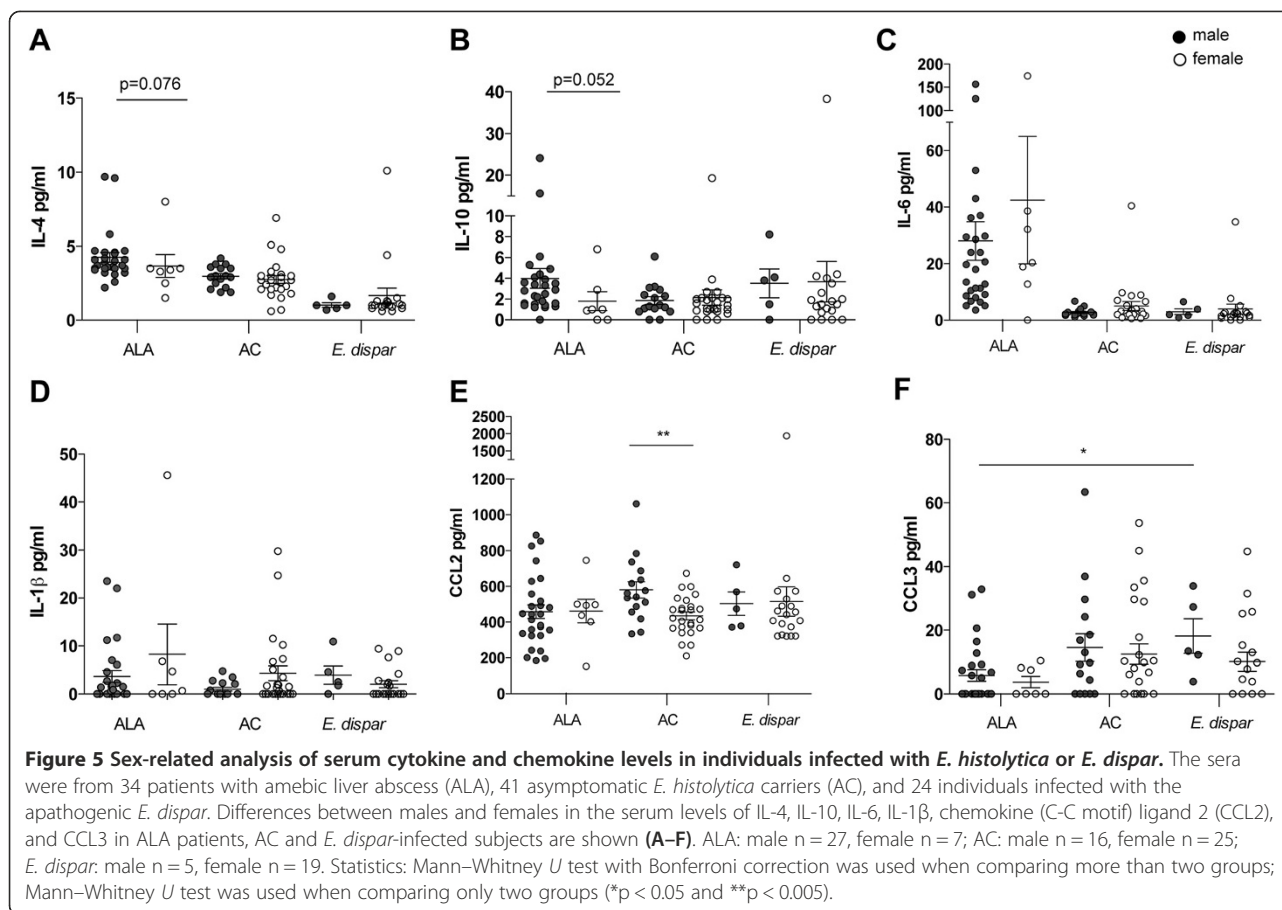 A
p=0.076
IL-4 pg/ml
15
10
5
0
ALA
AC
E. dispar
B
p=0.052
IL-10 pg/ml
40
30
20
10
8
6
4
2
0
ALA
AC
E. dispar
C
male
female
IL-6 pg/ml
200
150
100
60
40
20
0
ALA
AC
E. dispar
D
IL-1β pg/ml
50
40
30
20
10
0
ALA
AC
E. dispar
E
**
CCL2 pg/ml
2500
2000
1500
1200
1000
800
600
400
200
0
ALA
AC
E. dispar
F
*
CCL3 pg/ml
80
60
40
20
0
ALA
AC
E. dispar
Figure 5 Sex-related analysis of serum cytokine and chemokine levels in individuals infected with E. histolytica or E. dispar. The sera
were from 34 patients with amebic liver abscess (ALA), 41 asymptomatic E. histolytica carriers (AC), and 24 individuals infected with the
apathogenic E. dispar. Differences between males and females in the serum levels of IL-4, IL-10, IL-6, IL-1β, chemokine (C-C motif) ligand 2 (CCL2),
and CCL3 in ALA patients, AC and E. dispar-infected subjects are shown (A–F). ALA: male n = 27, female n = 7; AC: male n = 16, female n = 25;
E. dispar: male n = 5, female n = 19. Statistics: Mann–Whitney U test with Bonferroni correction was used when comparing more than two groups;
Mann–Whitney U test was used when comparing only two groups (*p < 0.05 and **p < 0.005).